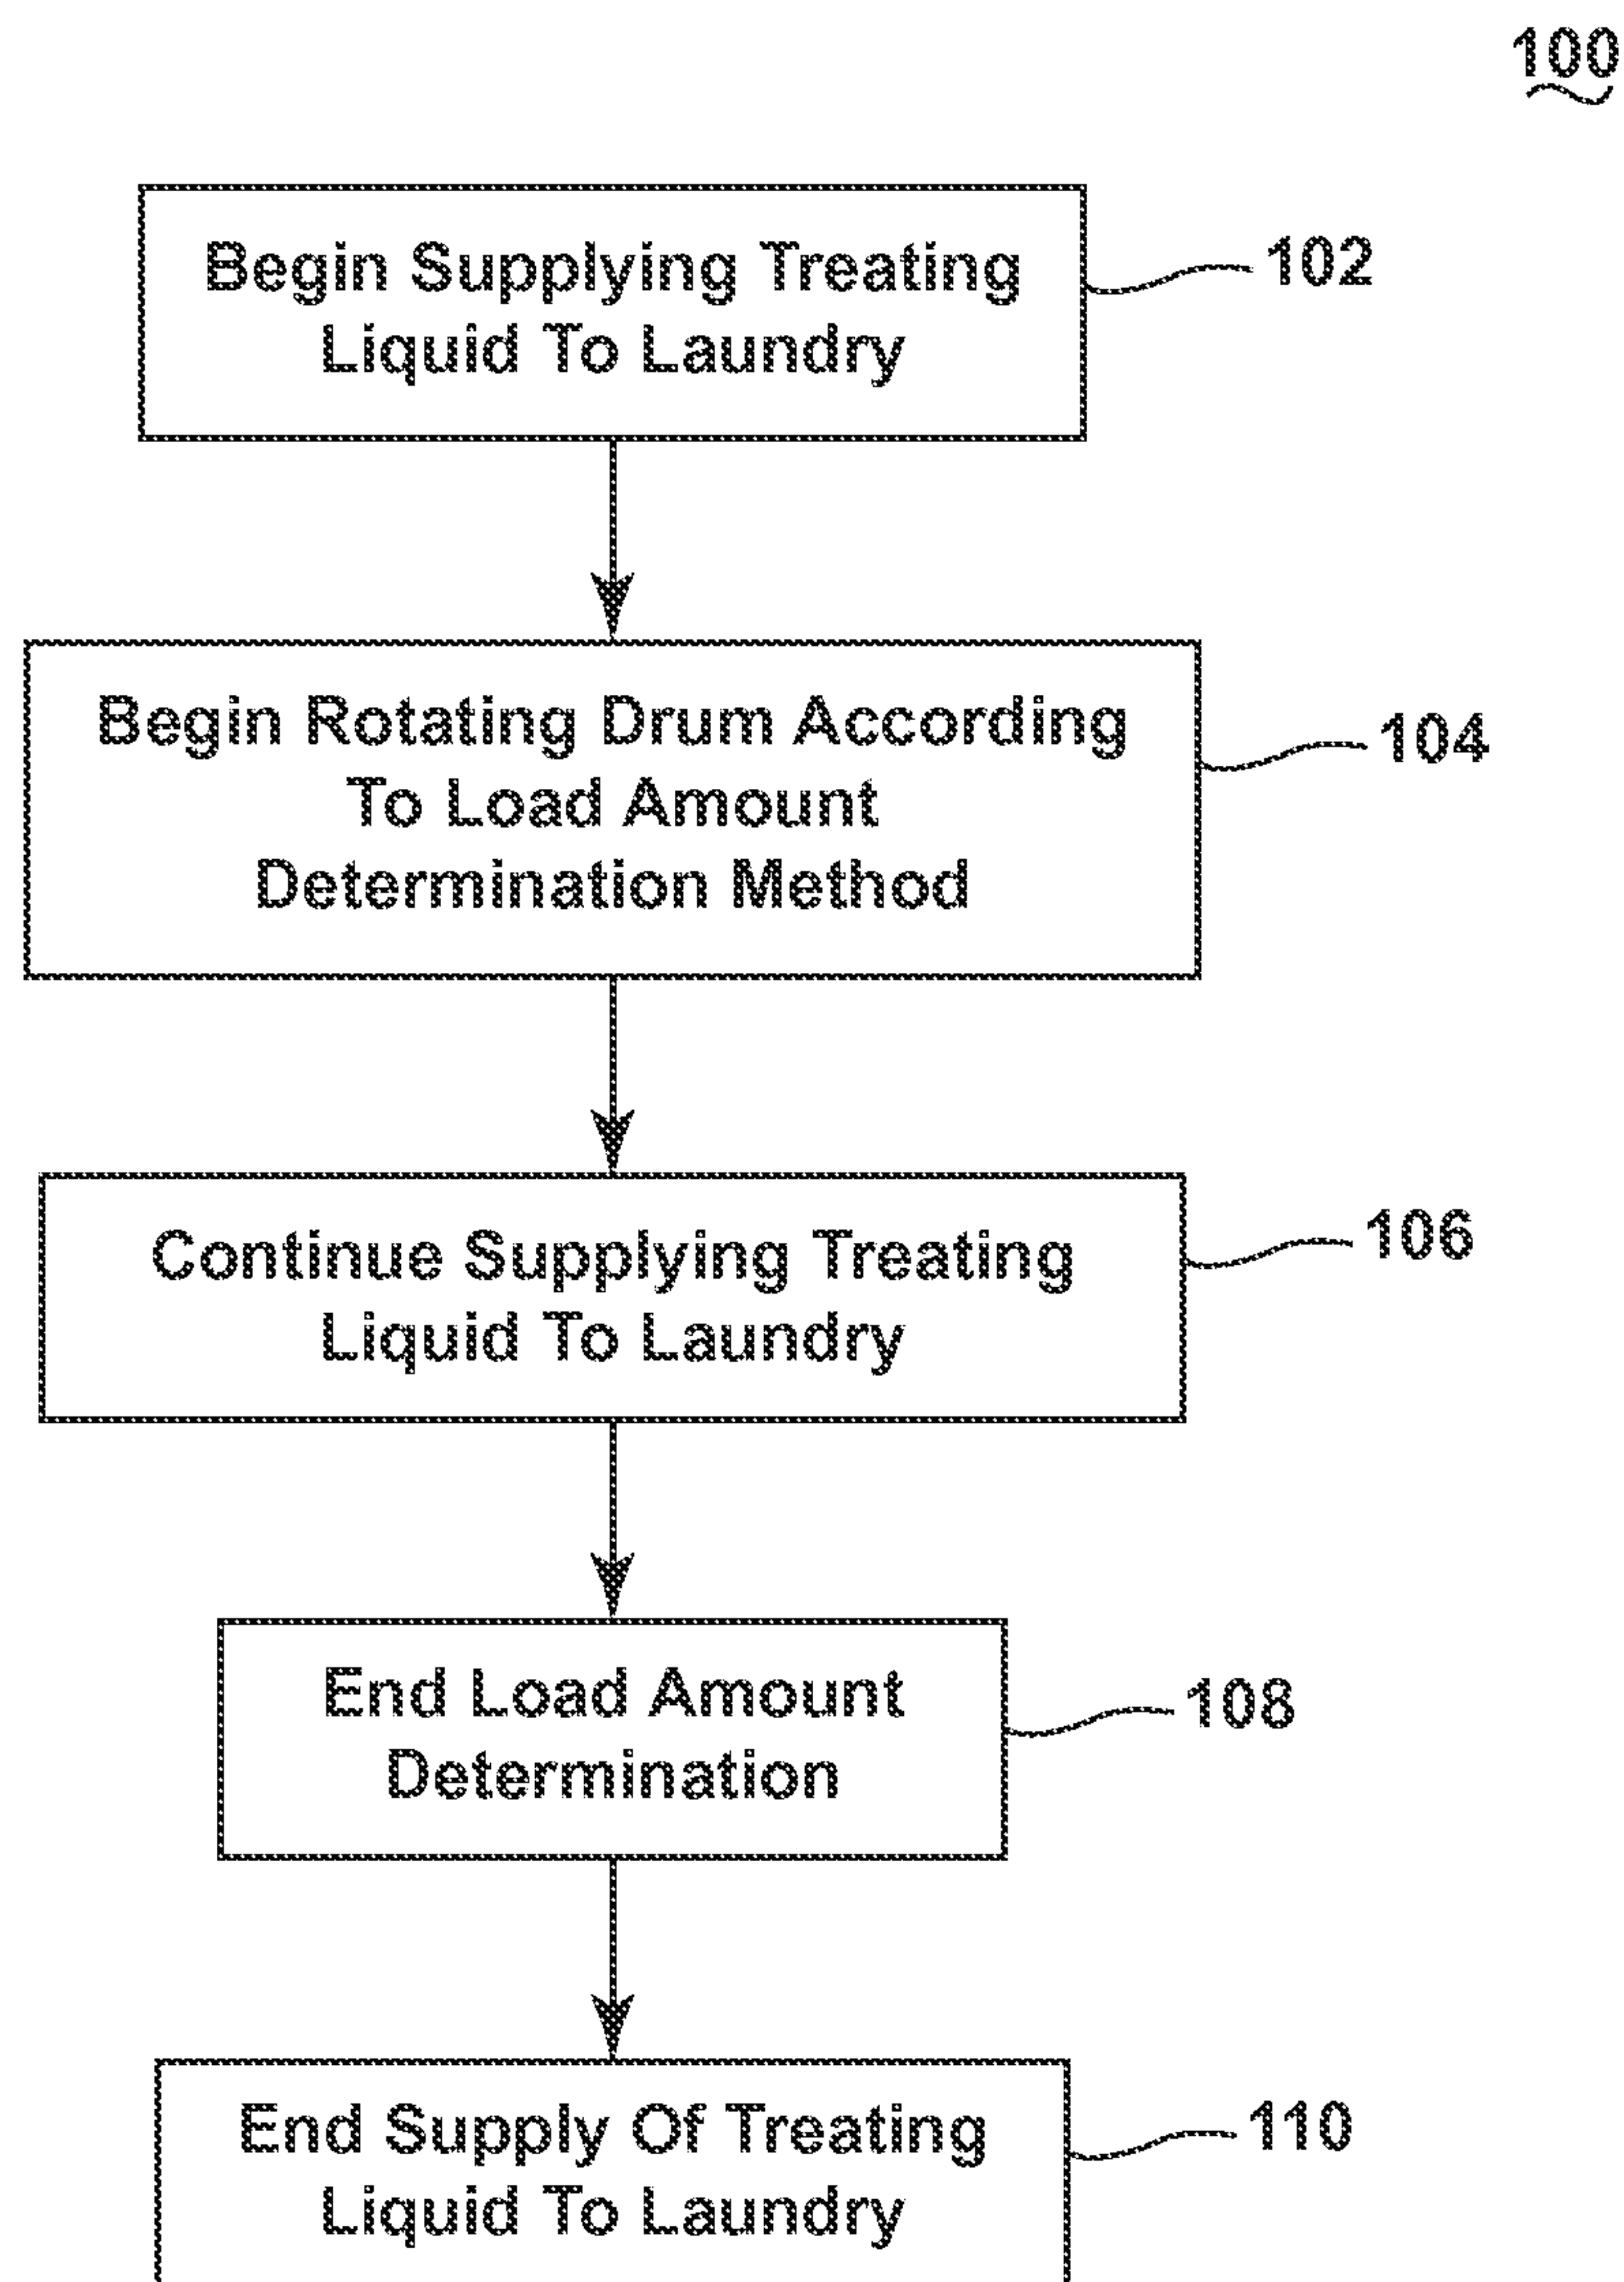 100
Begin Supplying Treating
Liquid To Laundry
102
Begin Rotating Drum According
To Load Amount
Determination Method
104
Continue Supplying Treating
Liquid To Laundry
106
End Load Amount
Determination
108
End Supply Of Treating
Liquid To Laundry
110